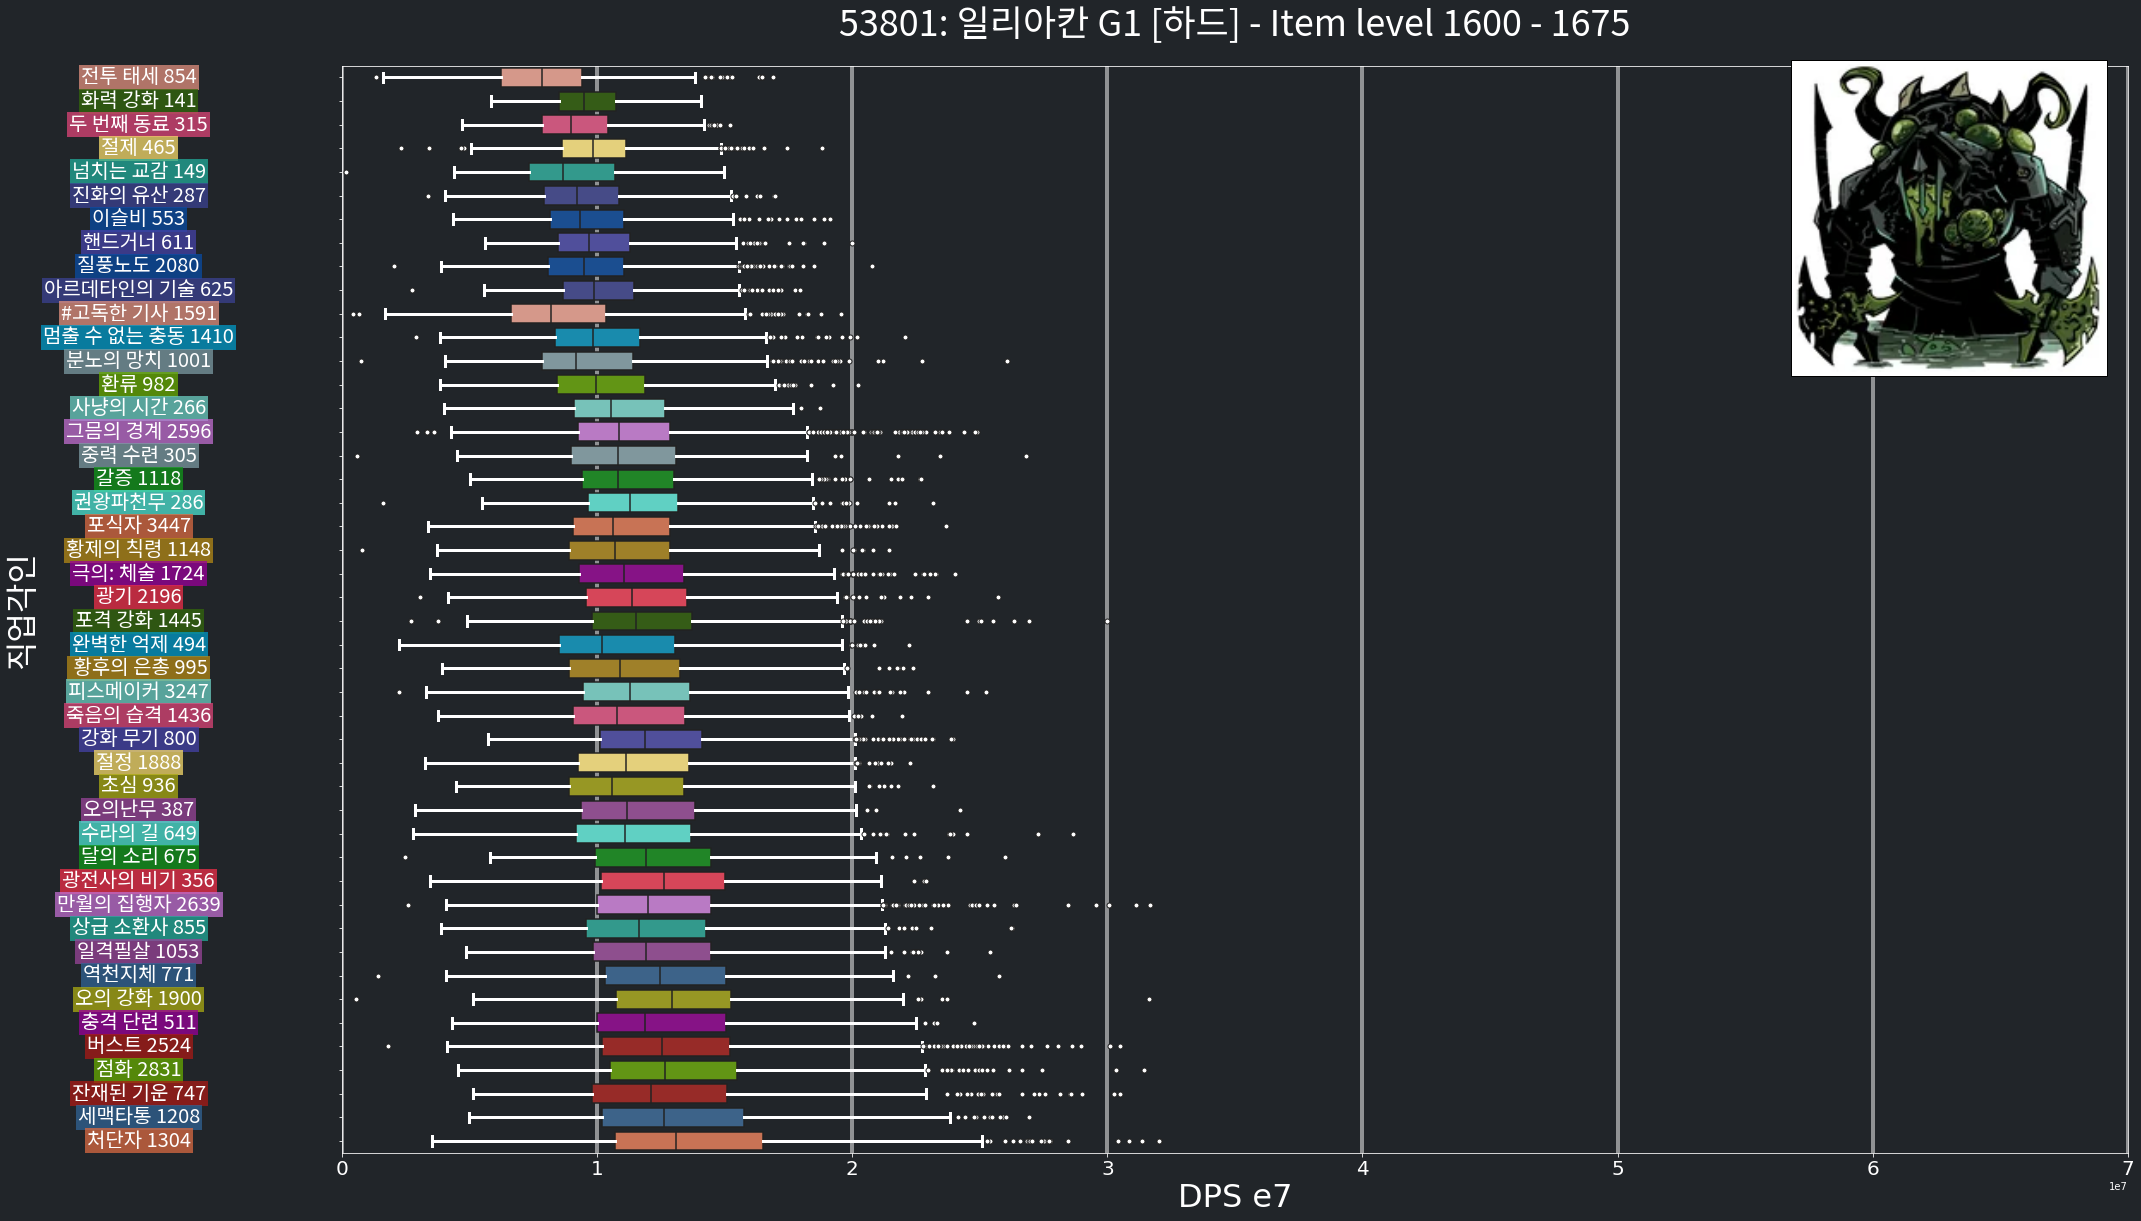 53801: 일리아칸 G1 [하드] - Item level 1600 - 1675
전투 태세 854
화력 강화 141
두 번째 동료 315
절제 465
넘치는 교감 149
진화의 유산 287
이슬비 553
핸드거너 611
질풍노도 2080
아르데타인의 기술 625
#고독한 기사 1591
멈출 수 없는 충동 1410
분노의 망치 1001
환류 982
사냥의 시간 266
그믐의 경계 2596
중력 수련 305
갈증 1118
권왕파천무 286
포식자 3447
황제의 칙령 1148
극의: 체술 1724
광기 2196
포격 강화 1445
완벽한 억제 494
황후의 은총 995
피스메이커 3247
죽음의 습격 1436
강화 무기 800
절정 1888
초심 936
오의난무 387
수라의 길 649
달의 소리 675
광전사의 비기 356
만월의 집행자 2639
상급 소환사 855
일격필살 1053
역천지체 771
오의 강화 1900
충격 단련 511
버스트 2524
점화 2831
잔재된 기운 747
세맥타통 1208
처단자 1304
직업각인
0 1 2 3 4 5 6 7
1e7
DPS e7